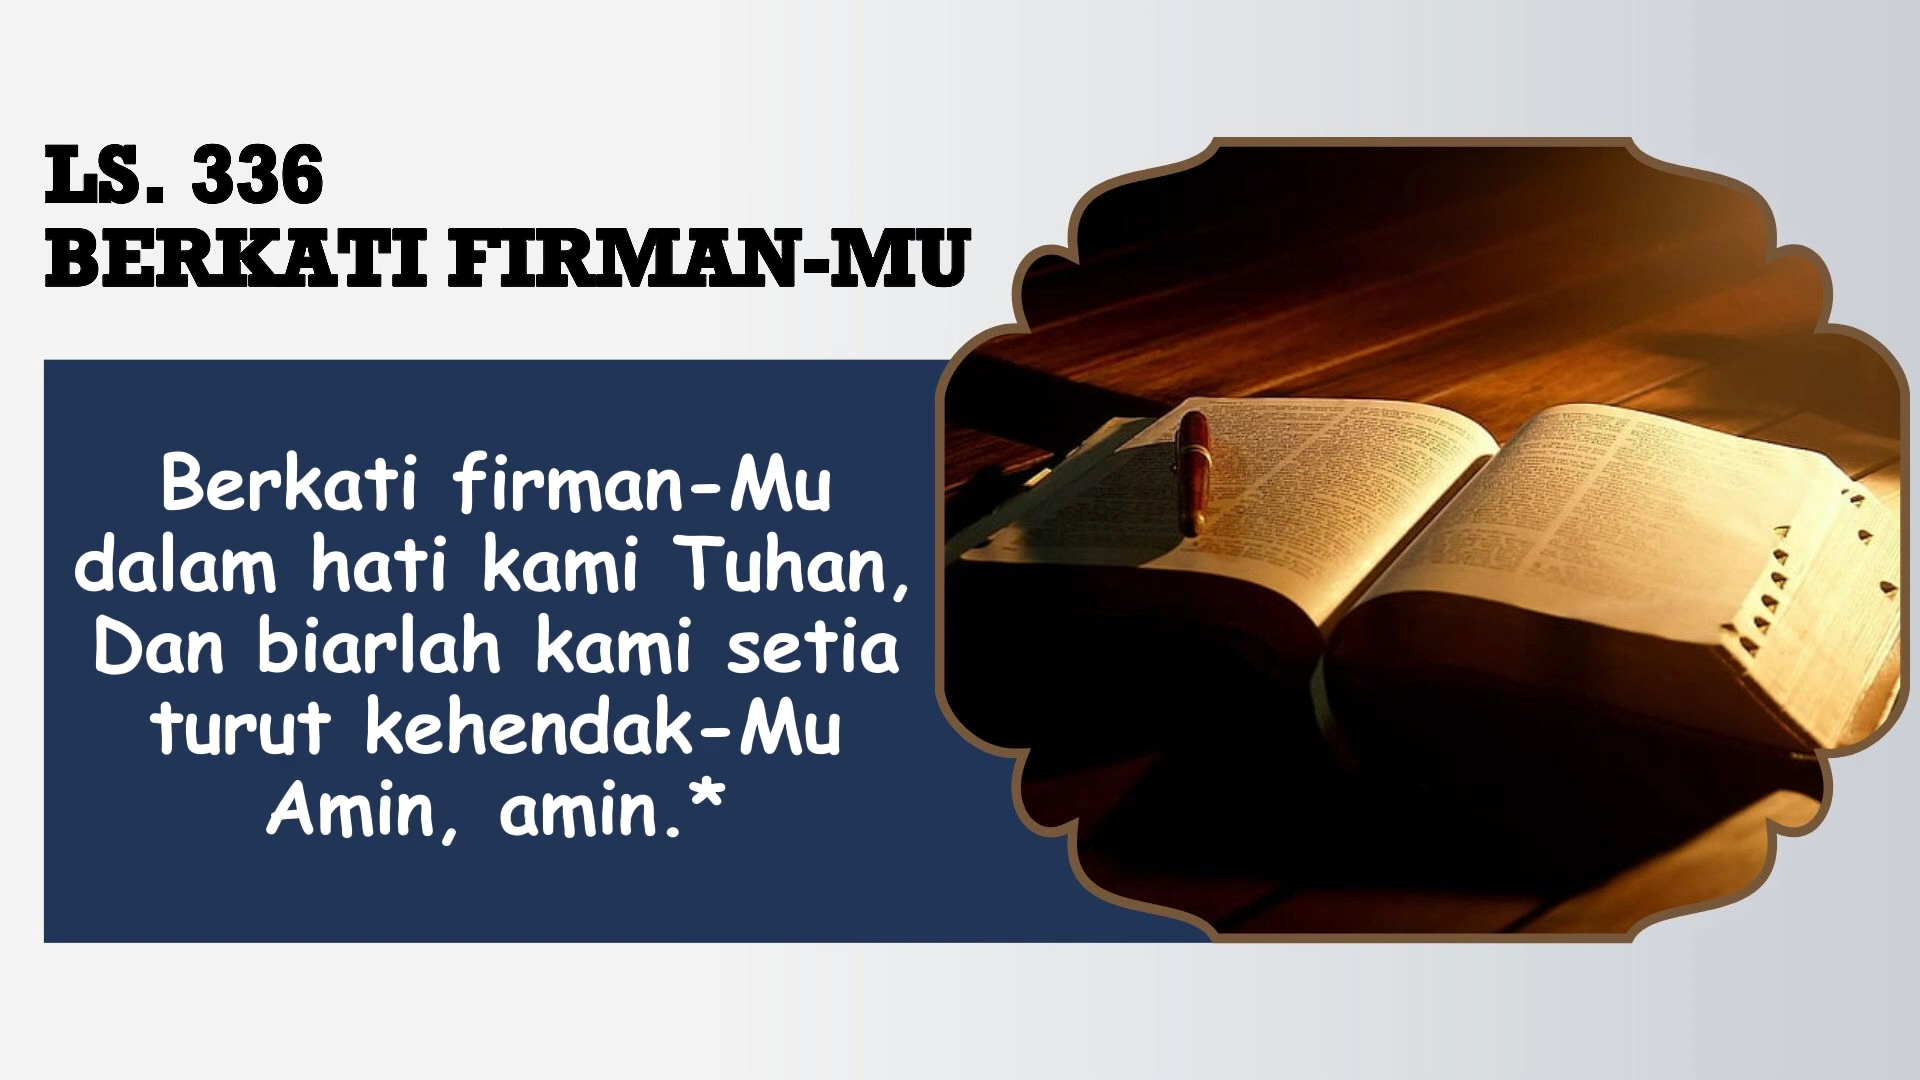 LS. 336
BERKATI FIRMAN-MU
Berkati firman-Mu
dalam hati kami Tuhan,
Dan biarlah kami setia
turut kehendak-Mu
Amin, amin.*